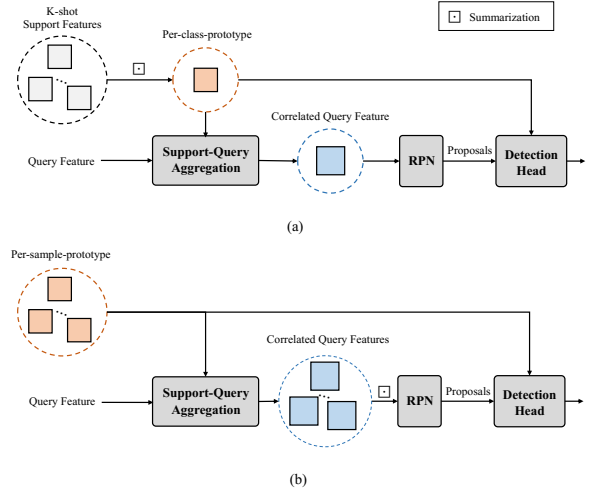 K-shot
Support Features
Per-class-prototype
Summarization
Correlated Query Feature
Query Feature
Support-Query
Aggregation
RPN
Proposals
Detection
Head
(a)
Per-sample-prototype
Correlated Query Features
Query Feature
Support-Query
Aggregation
RPN
Proposals
Detection
Head
(b)